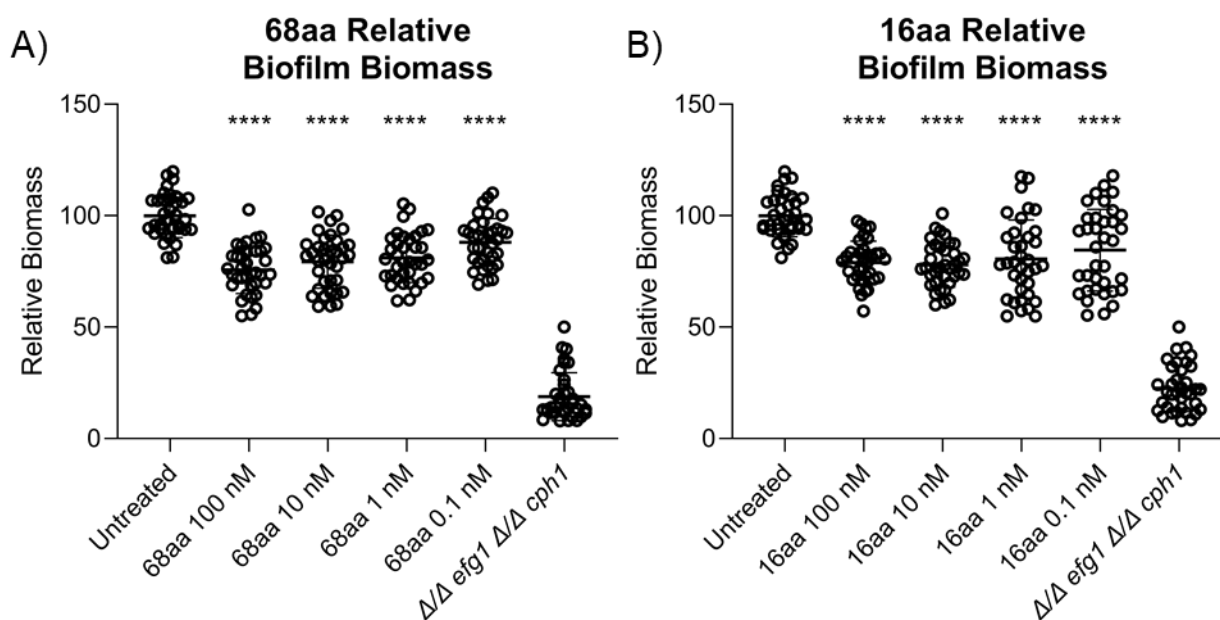 A)
68aa Relative
Biofilm Biomass
Relative Biomass
150
100
50
0
**** **** **** ****
Untreated
68aa 100 nM
68aa 10 nM
68aa 1 nM
68aa 0.1 nM
Δ/Δ efg1 Δ/Δ cph1
B)
16aa Relative
Biofilm Biomass
Relative Biomass
150
100
50
0
**** **** **** ****
Untreated
16aa 100 nM
16aa 10 nM
16aa 1 nM
16aa 0.1 nM
Δ/Δ efg1 Δ/Δ cph1